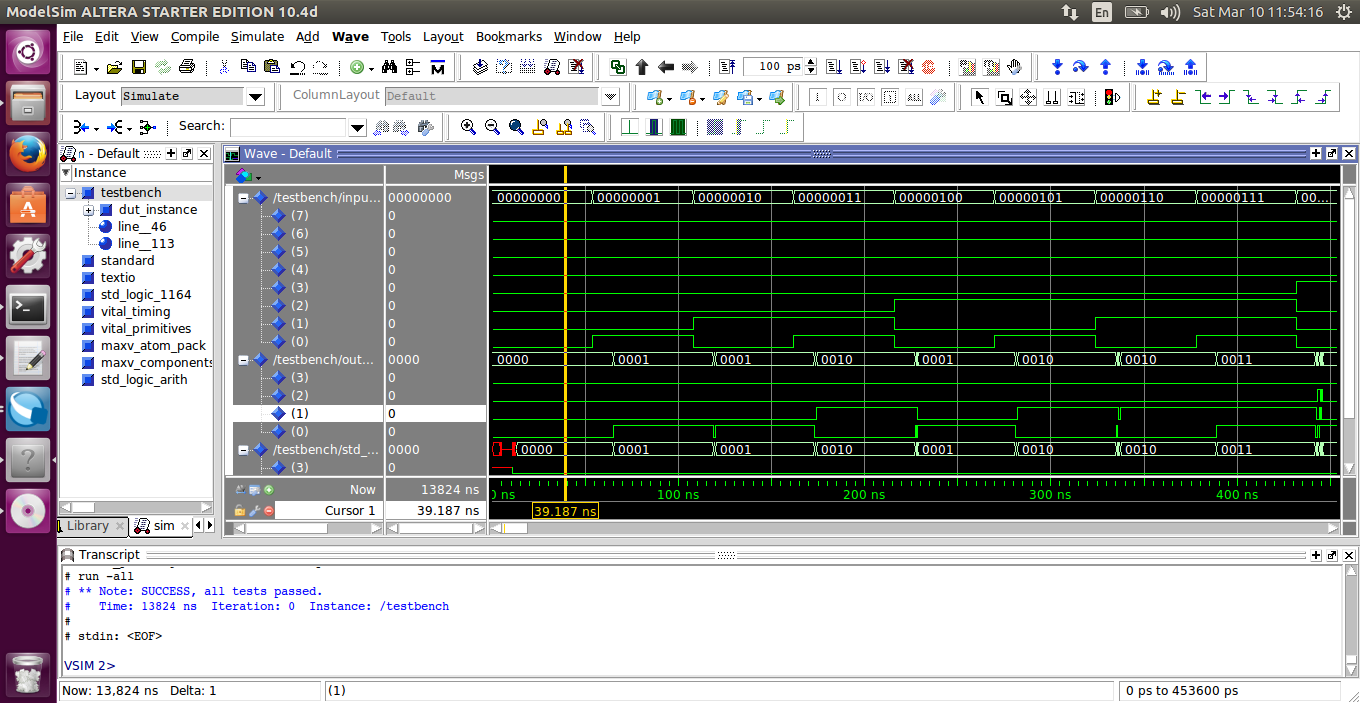 ModelSim ALTERA STARTER EDITION 10.4d
En
Sat Mar 10 11:54:16
File Edit View Compile Simulate Add Wave Tools Layout Bookmarks Window Help
100 ps
Layout Simulate
ColumnLayout Default
Search:
n - Default
Instance
testbench
dut_instance
line__46
line__113
standard
textio
std_logic_1164
vital_timing
vital_primitives
maxv_atom_pack
maxv_components
std_logic_arith
Library
sim
Wave - Default
Msgs
/testbench/inpu... 00000000 00000000 00000001 00000010 00000011 00000100 00000101 00000110 00000111 00...
(7) 0
(6) 0
(5) 0
(4) 0
(3) 0
(2) 0
(1) 0
(0) 0
/testbench/out... 0000 0000 0001 0001 0010 0001 0010 0010 0011
(3) 0
(2) 0
(1) 0
(0) 0
/testbench/std_... 0000 0000 0001 0001 0010 0001 0010 0010 0011
(3) 0
Now 13824 ns 0 ns 100 ns 200 ns 300 ns 400 ns
Cursor 1 39.187 ns 39.187 ns
Transcript
# run -all
# ** Note: SUCCESS, all tests passed.
#    Time: 13824 ns  Iteration: 0  Instance: /testbench
#
# stdin: <EOF>
VSIM 2>
Now: 13,824 ns  Delta: 1
(1)
0 ps to 453600 ps